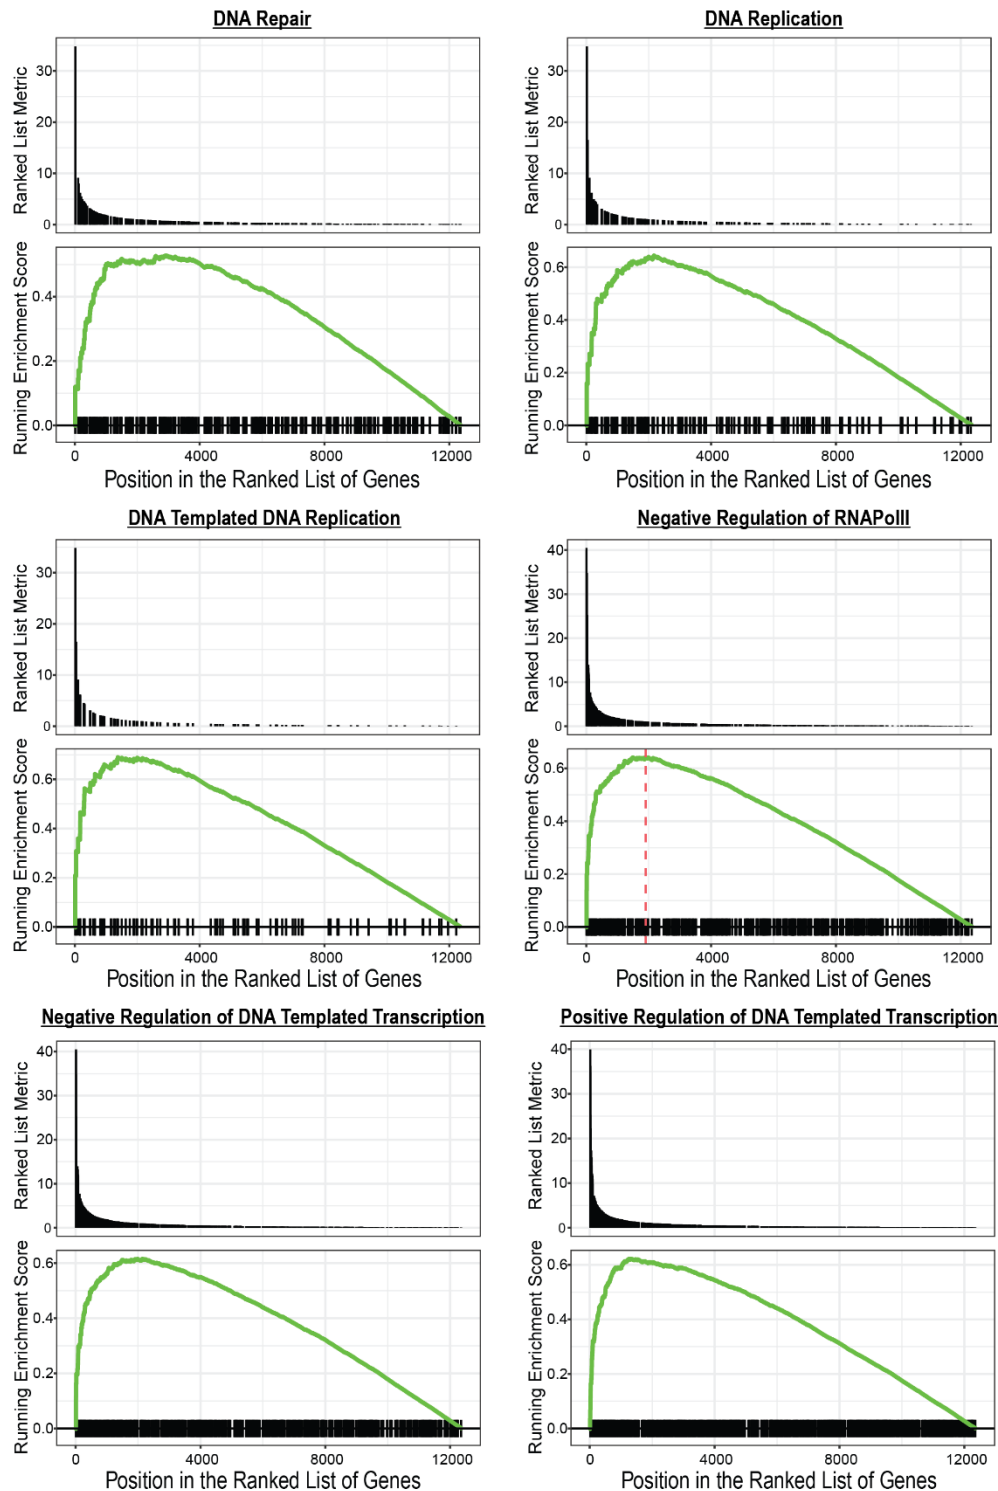 DNA Repair
Ranked List Metric
30
20
10
0
Running Enrichment Score
0.4
0.2
0.0
0 4000 8000 12000
Position in the Ranked List of Genes
DNA Replication
Ranked List Metric
30
20
10
0
Running Enrichment Score
0.6
0.4
0.2
0.0
0 4000 8000 12000
Position in the Ranked List of Genes
DNA Templated DNA Replication
Ranked List Metric
30
20
10
0
Running Enrichment Score
0.6
0.4
0.2
0.0
0 4000 8000 12000
Position in the Ranked List of Genes
Negative Regulation of RNAPolII
Ranked List Metric
40
30
20
10
0
Running Enrichment Score
0.6
0.4
0.2
0.0
0 4000 8000 12000
Position in the Ranked List of Genes
Negative Regulation of DNA Templated Transcription
Ranked List Metric
40
30
20
10
0
Running Enrichment Score
0.6
0.4
0.2
0.0
0 4000 8000 12000
Position in the Ranked List of Genes
Positive Regulation of DNA Templated Transcription
Ranked List Metric
40
30
20
10
0
Running Enrichment Score
0.6
0.4
0.2
0.0
0 4000 8000 12000
Position in the Ranked List of Genes